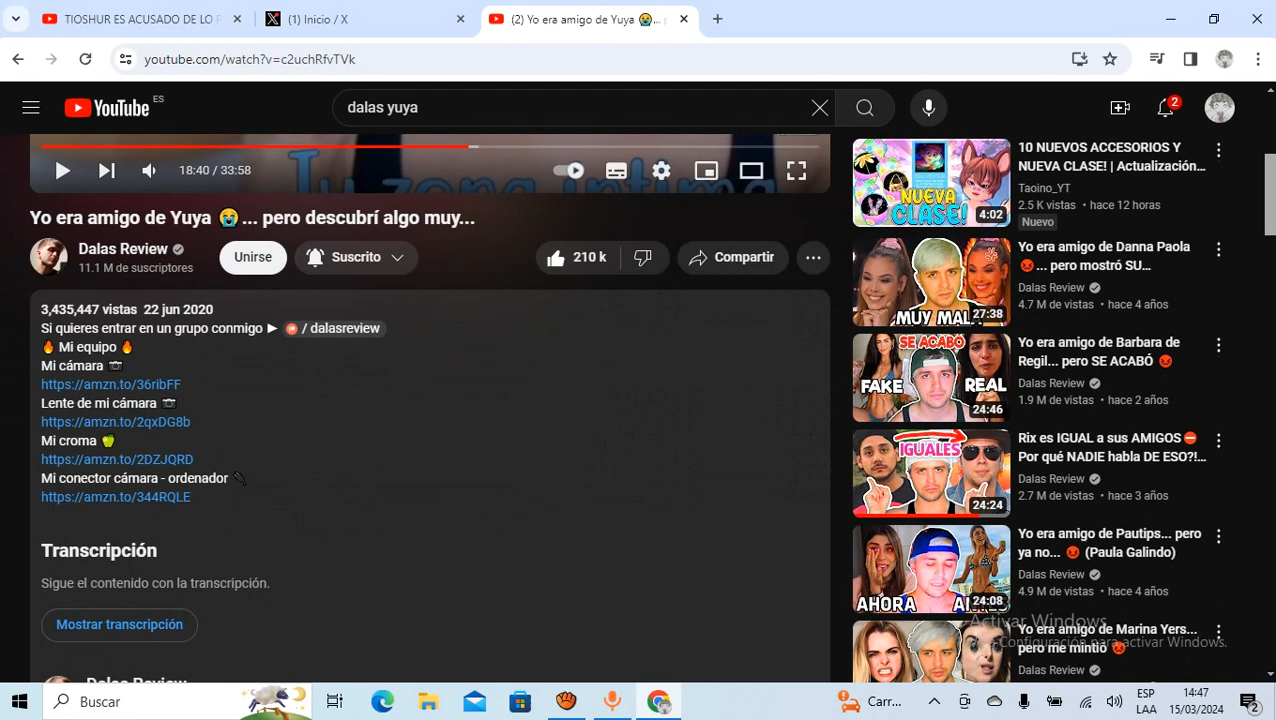 TIOSHUR ES ACUSADO DE LO
(1) Inicio / X
(2) Yo era amigo de Yuya 😭... p
youtube.com/watch?v=c2uchRfvTVk
YouTube ES
dalas yuya
2
Tu zona íntima
18:40 / 33:58
Yo era amigo de Yuya 😭... pero descubrí algo muy...
Dalas Review
11.1 M de suscriptores
Unirse
Suscrito
210 k
Compartir
3,435,447 vistas 22 jun 2020
Si quieres entrar en un grupo conmigo ► / dalasreview
🔥 Mi equipo 🔥
Mi cámara 📷
https://amzn.to/36ribFF
Lente de mi cámara 📷
https://amzn.to/2qxDG8b
Mi croma 🍏
https://amzn.to/2DZJQRD
Mi conector cámara - ordenador 🔌
https://amzn.to/344RQLE
Transcripción
Sigue el contenido con la transcripción.
Mostrar transcripción
Dalas Review
NUEVA CLASE!
4:02
10 NUEVOS ACCESORIOS Y
NUEVA CLASE! | Actualización...
Taoino_YT
2.5 K vistas • hace 12 horas
Nuevo
MUY MALA
27:38
Yo era amigo de Danna Paola
😡... pero mostró SU...
Dalas Review
4.7 M de vistas • hace 4 años
SE ACABÓ
FAKE
REAL
24:46
Yo era amigo de Barbara de
Regil... pero SE ACABÓ 😡
Dalas Review
1.9 M de vistas • hace 2 años
IGUALES
24:24
Rix es IGUAL a sus AMIGOS⛔
Por qué NADIE habla DE ESO?!...
Dalas Review
2.7 M de vistas • hace 3 años
AHORA
24:08
Yo era amigo de Pautips... pero
ya no... 😡 (Paula Galindo)
Dalas Review
4.9 M de vistas • hace 4 años
Yo era amigo de Marina Yers...
pero me mintió 😡
Dalas Review
Activar Windows
Configuración para activar Windows.
Buscar
Carr...
ESP
LAA
14:47
15/03/2024
2